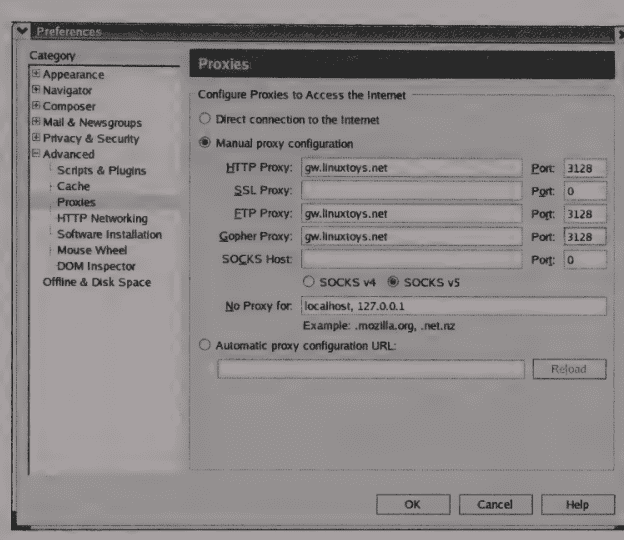 Preferences
Category
Appearance
Navigator
Composer
Mail & Newsgroups
Privacy & Security
Advanced
Scripts & Plugins
Cache
Proxies
HTTP Networking
Software Installation
Mouse Wheel
DOM Inspector
Offline & Disk Space
Proxies
Configure Proxies to Access the Internet
Direct connection to the Internet
Manual proxy configuration
HTTP Proxy: gw.linuxtoys.net Port: 3128
SSL Proxy: Port: 0
FTP Proxy: gw.linuxtoys.net Port: 3128
Gopher Proxy: gw.linuxtoys.net Port: 3128
SOCKS Host: Port: 0
SOCKS v4 SOCKS v5
No Proxy for: localhost, 127.0.0.1
Example: .mozilla.org, .net.nz
Automatic proxy configuration URL:
Reload
OK Cancel Help